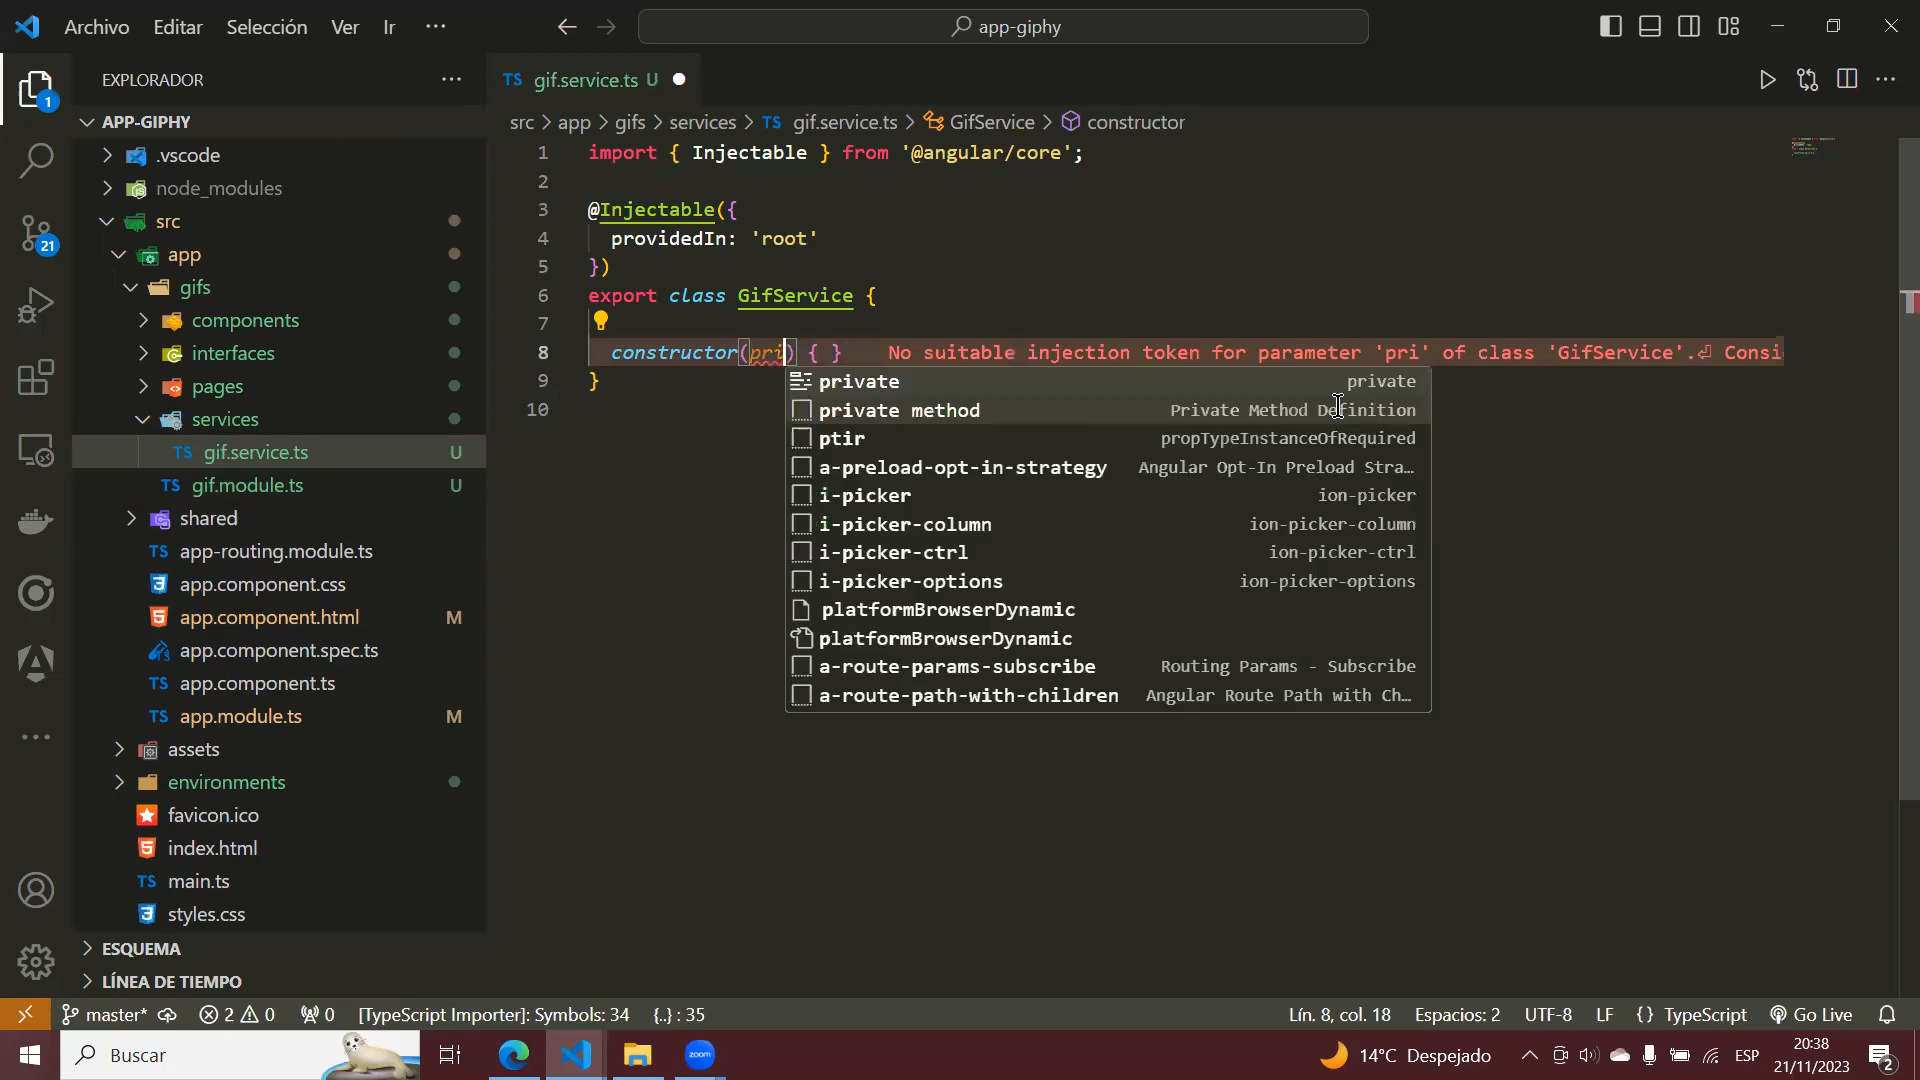 Archivo Editar Selección Ver Ir ··· app-giphy
EXPLORADOR ···
TS gif.service.ts U
APP-GIPHY
src > app > gifs > services > TS gif.service.ts > GifService > constructor
.vscode
node_modules
src
app
gifs
components
interfaces
pages
services
TS gif.service.ts U
TS gif.module.ts U
shared
TS app-routing.module.ts
app.component.css
app.component.html M
app.component.spec.ts
TS app.component.ts
TS app.module.ts M
assets
environments
favicon.ico
index.html
TS main.ts
styles.css
ESQUEMA
LÍNEA DE TIEMPO
1
21
1 import { Injectable } from '@angular/core';
2
3 @Injectable({
4 providedIn: 'root'
5 })
6 export class GifService {
7
8 constructor(pri) { } No suitable injection token for parameter 'pri' of class 'GifService'.⏎ Consi
9 }
10
private private
private method Private Method Definition
ptir propTypeInstanceOfRequired
a-preload-opt-in-strategy Angular Opt-In Preload Stra…
i-picker ion-picker
i-picker-column ion-picker-column
i-picker-ctrl ion-picker-ctrl
i-picker-options ion-picker-options
platformBrowserDynamic
platformBrowserDynamic
a-route-params-subscribe Routing Params - Subscribe
a-route-path-with-children Angular Route Path with Ch…
master* 2 0 0 [TypeScript Importer]: Symbols: 34 {..} : 35 Lín. 8, col. 18 Espacios: 2 UTF-8 LF {} TypeScript Go Live
Buscar zoom 14°C Despejado ESP 20:38
21/11/2023 2